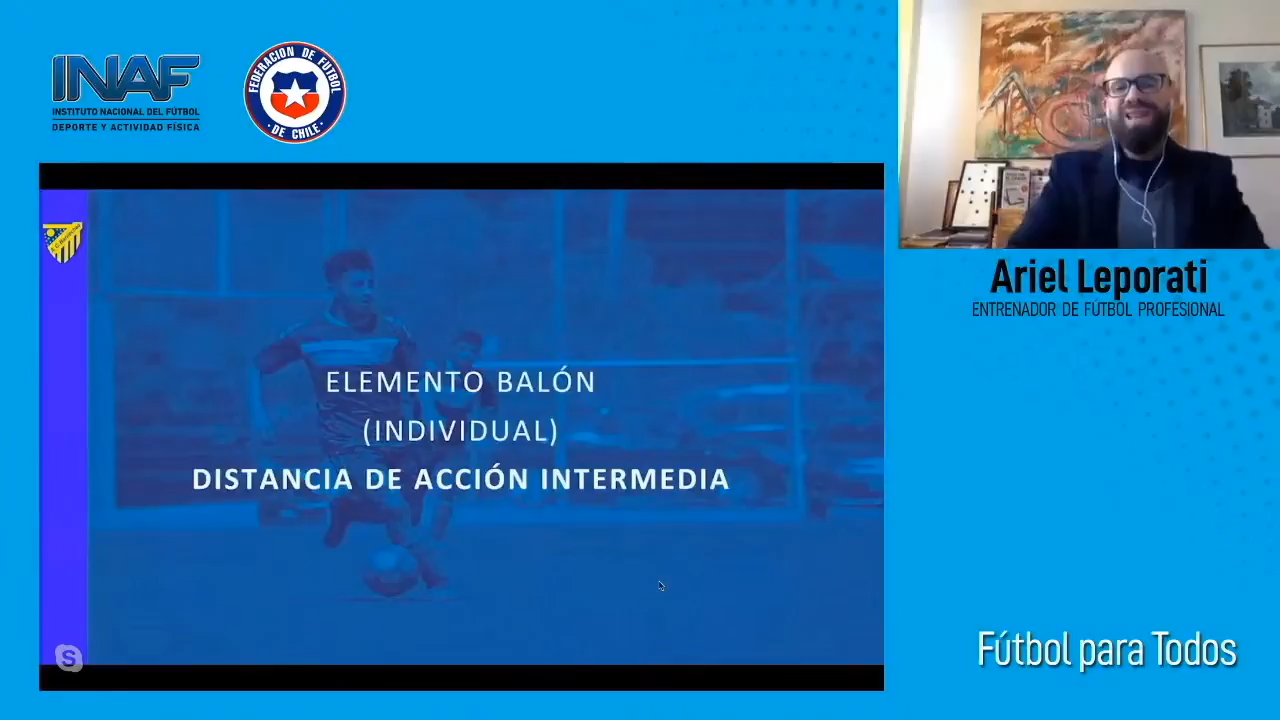 INAF
INSTITUTO NACIONAL DEL FÚTBOL
DEPORTE Y ACTIVIDAD FÍSICA
FEDERACION DE FUTBOL
DE CHILE
ELEMENTO BALÓN
(INDIVIDUAL)
DISTANCIA DE ACCIÓN INTERMEDIA
S
Ariel Leporati
ENTRENADOR DE FÚTBOL PROFESIONAL
Fútbol para Todos